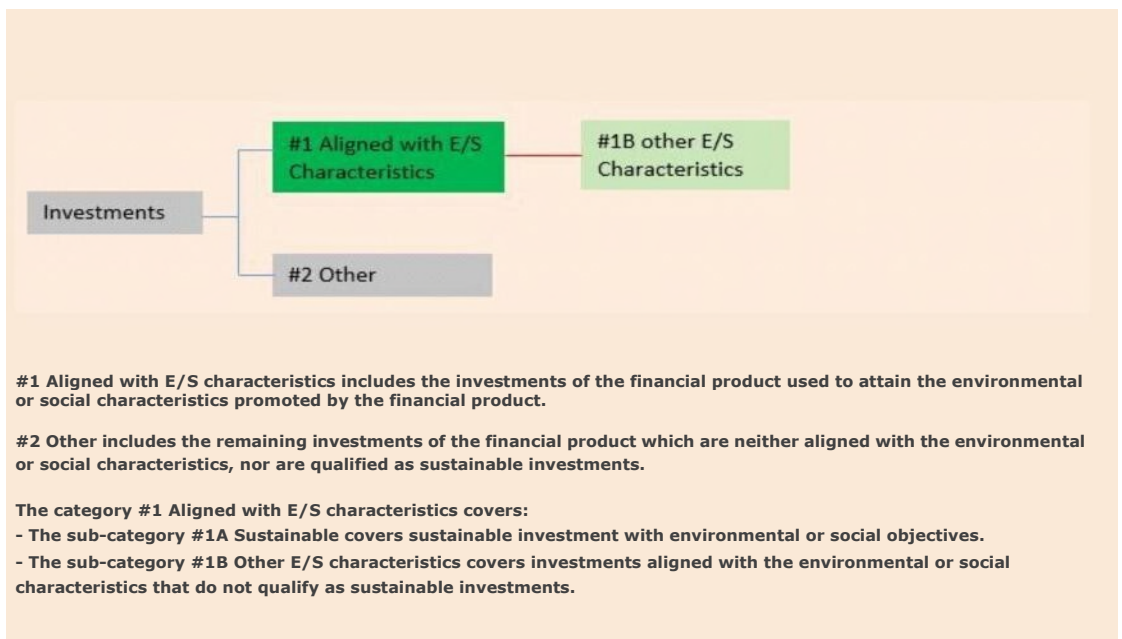 #1 Aligned with E/S
Characteristics
#1B other E/S
Characteristics
Investments
#2 Other
#1 Aligned with E/S characteristics includes the investments of the financial product used to attain the environmental
or social characteristics promoted by the financial product.
#2 Other includes the remaining investments of the financial product which are neither aligned with the environmental
or social characteristics, nor are qualified as sustainable investments.
The category #1 Aligned with E/S characteristics covers:
- The sub-category #1A Sustainable covers sustainable investment with environmental or social objectives.
- The sub-category #1B Other E/S characteristics covers investments aligned with the environmental or social
characteristics that do not qualify as sustainable investments.